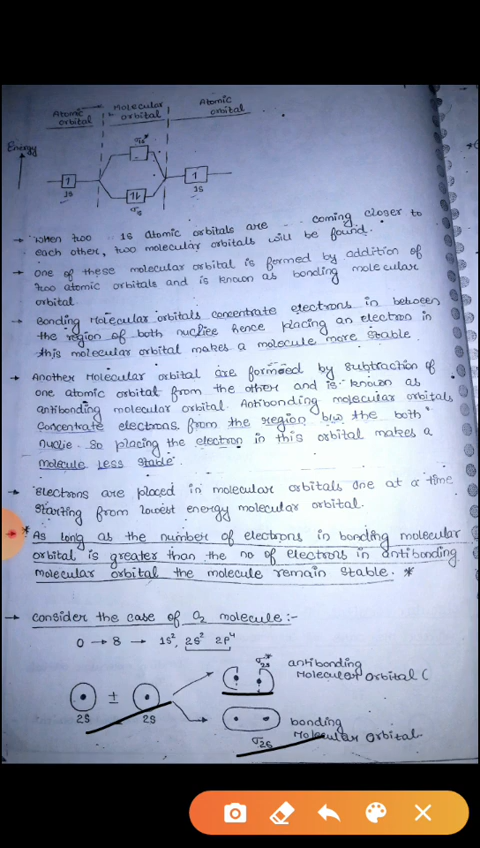 Atomic orbital
Molecular orbital
Atomic orbital
Energy
σ1s*
1
1s
1
1s
1↓
σs
→ when two 1s atomic orbitals are coming closer to
each other, two molecular orbitals will be found.
→ one of these molecular orbital is formed by addition of
two atomic orbitals and is known as bonding molecular
orbital
→ Bonding Molecular orbitals concentrate electrons in between
the region of both nuclice hence placing an electron in
this molecular orbital makes a molecule more stable
→ Another Molecular orbital are formeed by subtraction of
one atomic orbital from the other and is known as
antibonding molecular orbital. Antibonding molecular orbitals
concentrate electrons from the region b/w the both
nuclie. so placing the electron in this orbital makes a
molecule less stable.
→ Electrons are placed in molecular orbitals one at a time
starting from lowest energy molecular orbital.
* As long as the number of electrons in bonding molecular
orbital is greater than the no of electrons in antibonding
molecular orbital the molecule remain stable. *
→ consider the case of O2 molecule:-
O → 8 → 1s², 2s² 2p⁴
σ*2s
antibonding
Molecular orbital (
±
2s
2s
bonding
Molecular orbital
σ2s